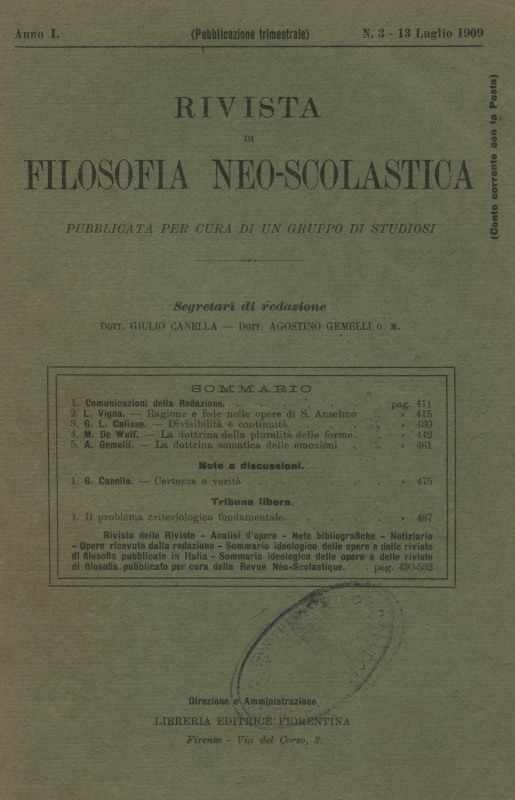 Anno I.
(Pubblicazione trimestrale)
N. 3 - 13 Luglio 1909
(Conto corrente con la Posta)
RIVISTA
DI
FILOSOFIA NEO-SCOLASTICA
PUBBLICATA PER CURA DI UN GRUPPO DI STUDIOSI
Segretari di redazione
DOTT. GIULIO CANELLA — DOTT. AGOSTINO GEMELLI, O. M.
SOMMARIO
1. Comunicazioni della Redazione. pag. 411
2. L. Vigna. — Ragione e fede nelle opere di S. Anselmo » 415
3. G. L. Calisse. — Divisibilità e continuità » 430
4. M. De Wulf. — La dottrina della pluralità delle forme. » 442
5. A. Gemelli. — La dottrina somatica delle emozioni » 461
Note e discussioni.
1. G. Canella. — Certezza e verità » 475
Tribuna libera.
1. Il problema criteriologico fondamentale. » 487
Rivista delle Riviste - Analisi d'opere - Note bibliografiche - Notiziario
- Opere ricevute dalla redazione - Sommario ideologico delle opere e delle riviste
di filosofia pubblicate in Italia - Sommario ideologico delle opere e delle riviste
di filosofia pubblicato per cura della Revue Néo-Scolastique. pag. 490-532
Direzione e Amministrazione
LIBRERIA EDITRICE FIORENTINA
Firenze - Via del Corso, 3.